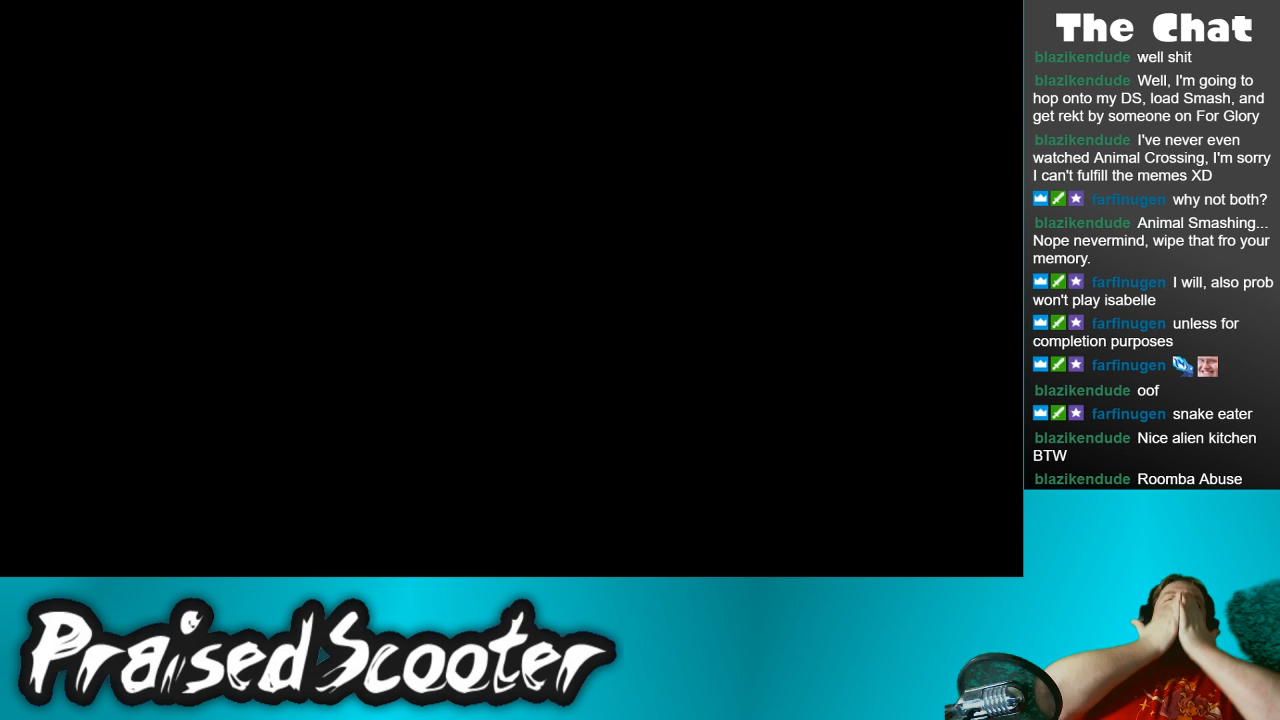 The Chat
blazikendude well shit
blazikendude Well, I'm going to
hop onto my DS, load Smash, and
get rekt by someone on For Glory
blazikendude I've never even
watched Animal Crossing, I'm sorry
I can't fulfill the memes XD
farfinugen why not both?
blazikendude Animal Smashing...
Nope nevermind, wipe that fro your
memory.
farfinugen I will, also prob
won't play isabelle
farfinugen unless for
completion purposes
farfinugen
blazikendude oof
farfinugen snake eater
blazikendude Nice alien kitchen
BTW
blazikendude Roomba Abuse
PraisedScooter